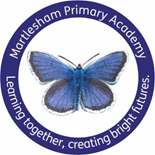 Martlesham Primary Academy
Learning together, creating bright futures.